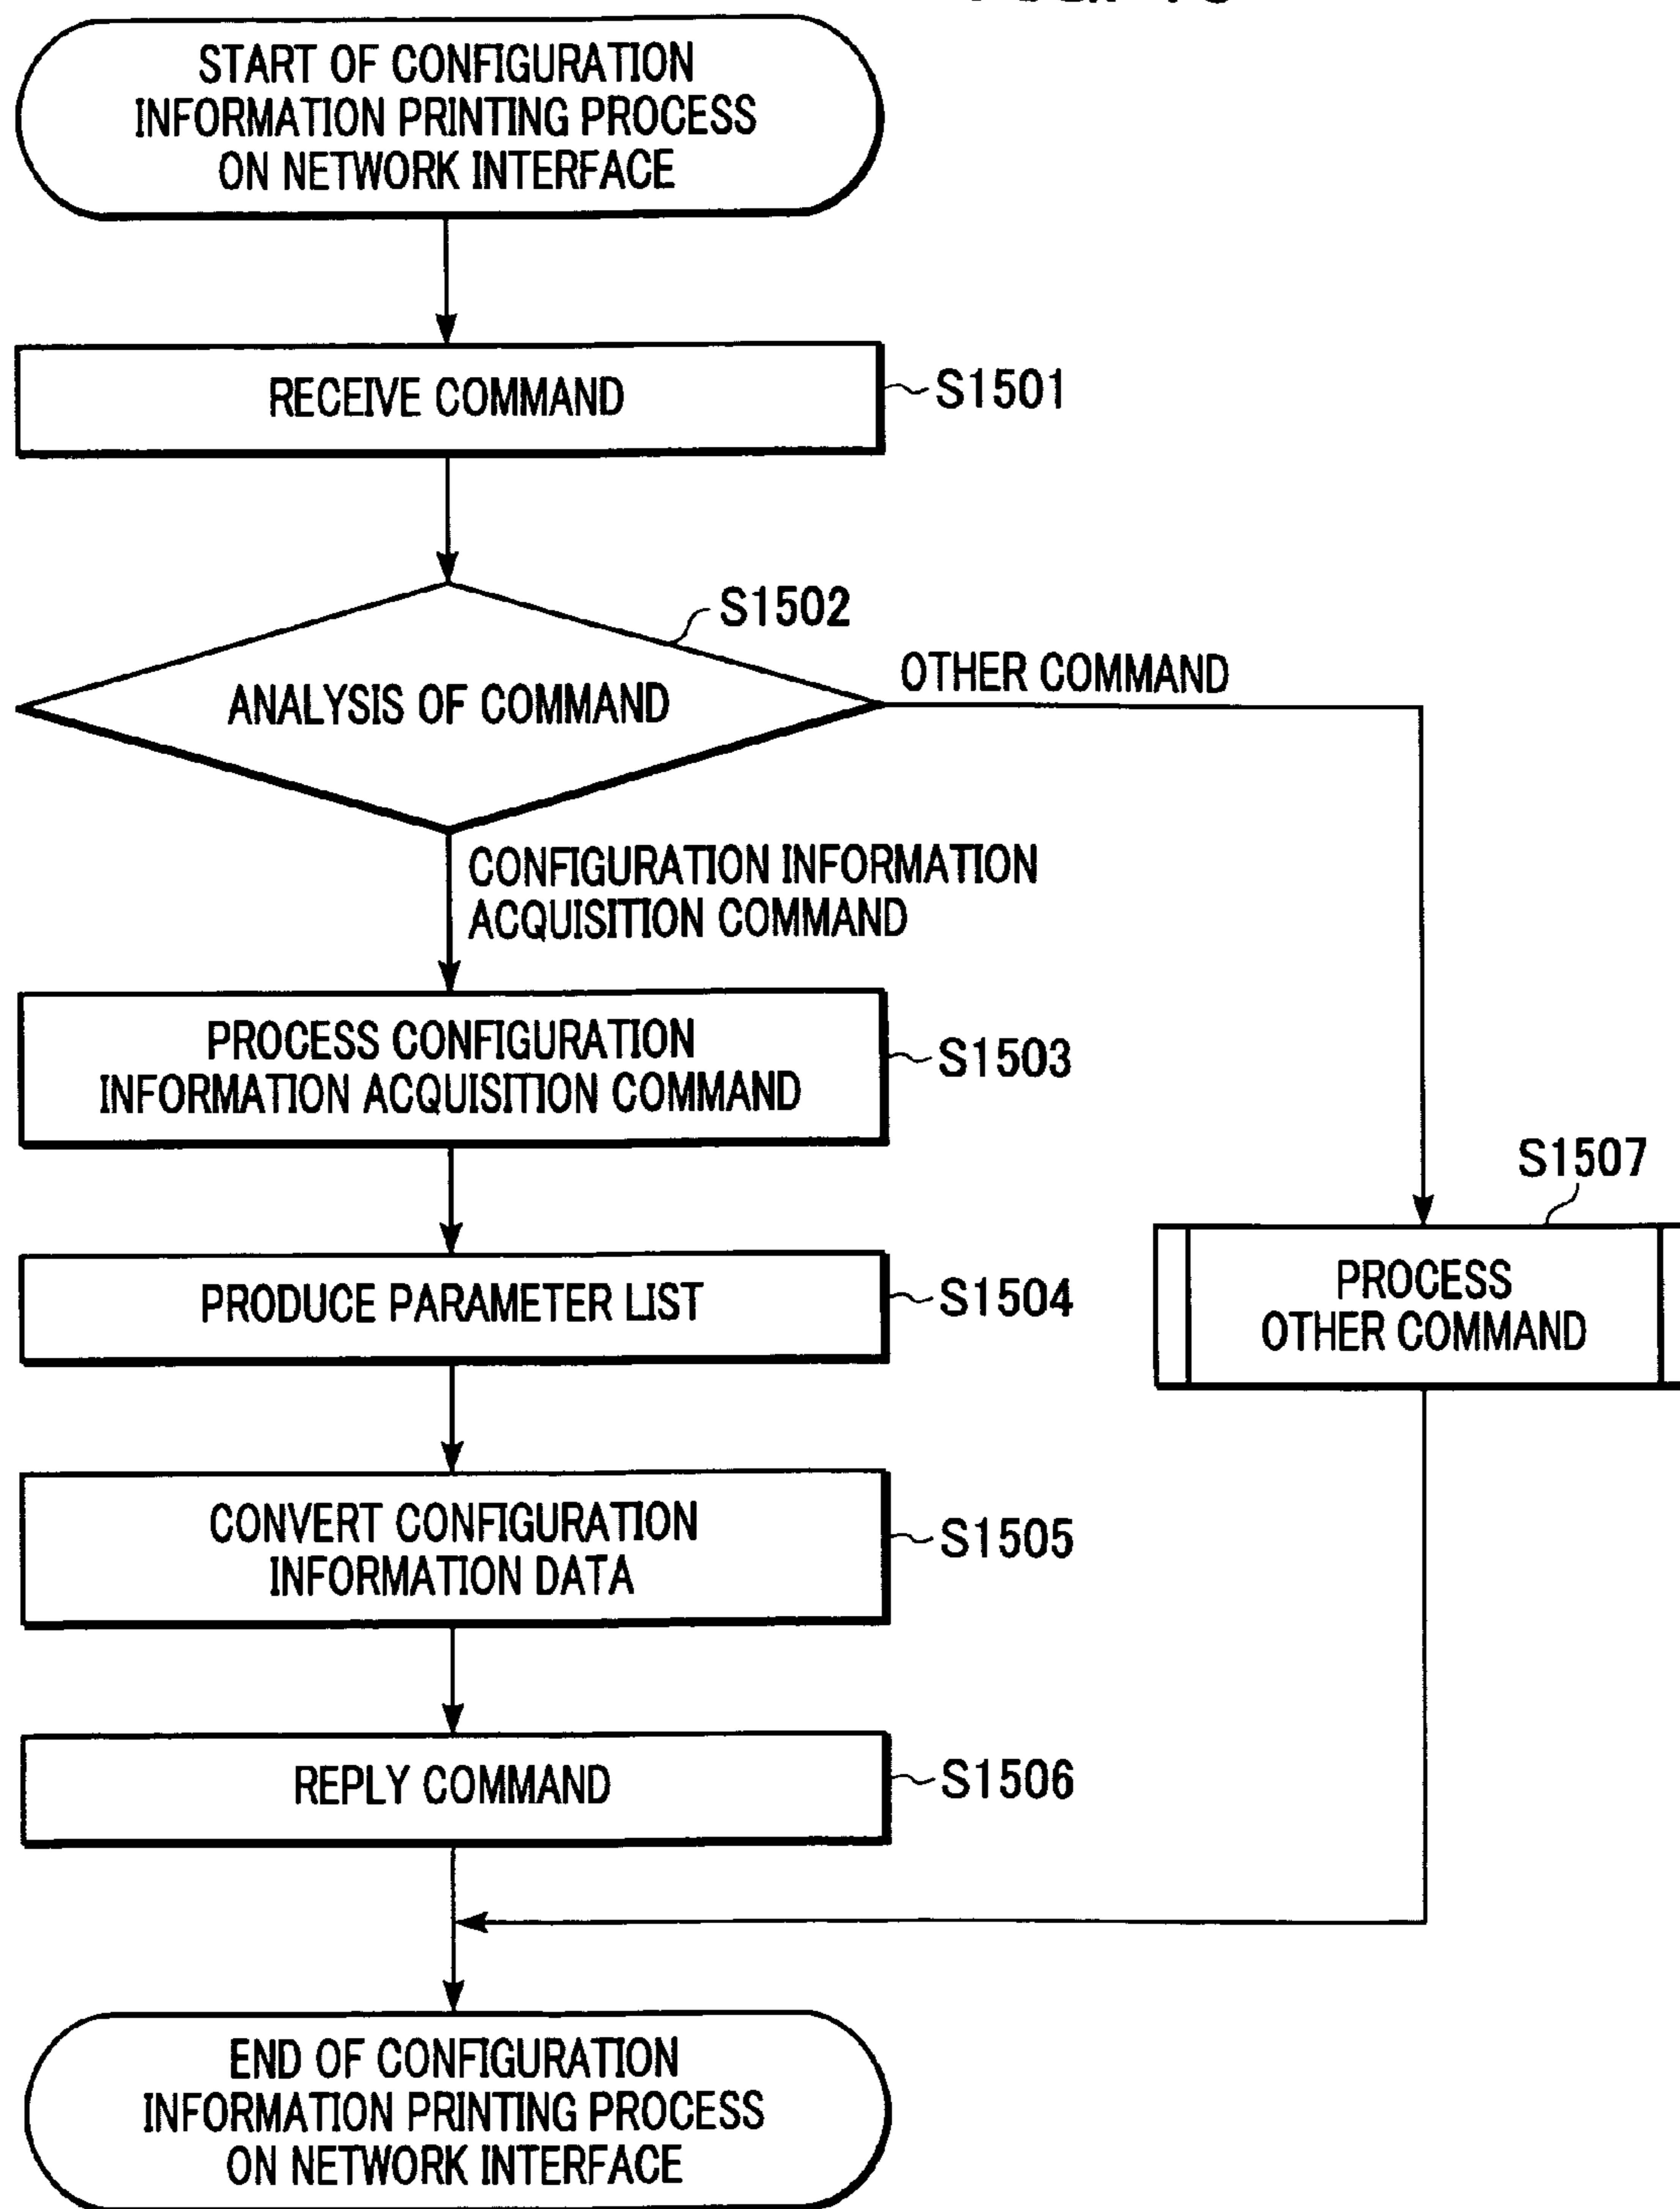 START OF CONFIGURATION
INFORMATION PRINTING PROCESS
ON NETWORK INTERFACE
RECEIVE COMMAND
S1501
S1502
ANALYSIS OF COMMAND
OTHER COMMAND
CONFIGURATION INFORMATION
ACQUISITION COMMAND
PROCESS CONFIGURATION
INFORMATION ACQUISITION COMMAND
S1503
S1507
PROCESS
OTHER COMMAND
PRODUCE PARAMETER LIST
S1504
CONVERT CONFIGURATION
INFORMATION DATA
S1505
REPLY COMMAND
S1506
END OF CONFIGURATION
INFORMATION PRINTING PROCESS
ON NETWORK INTERFACE